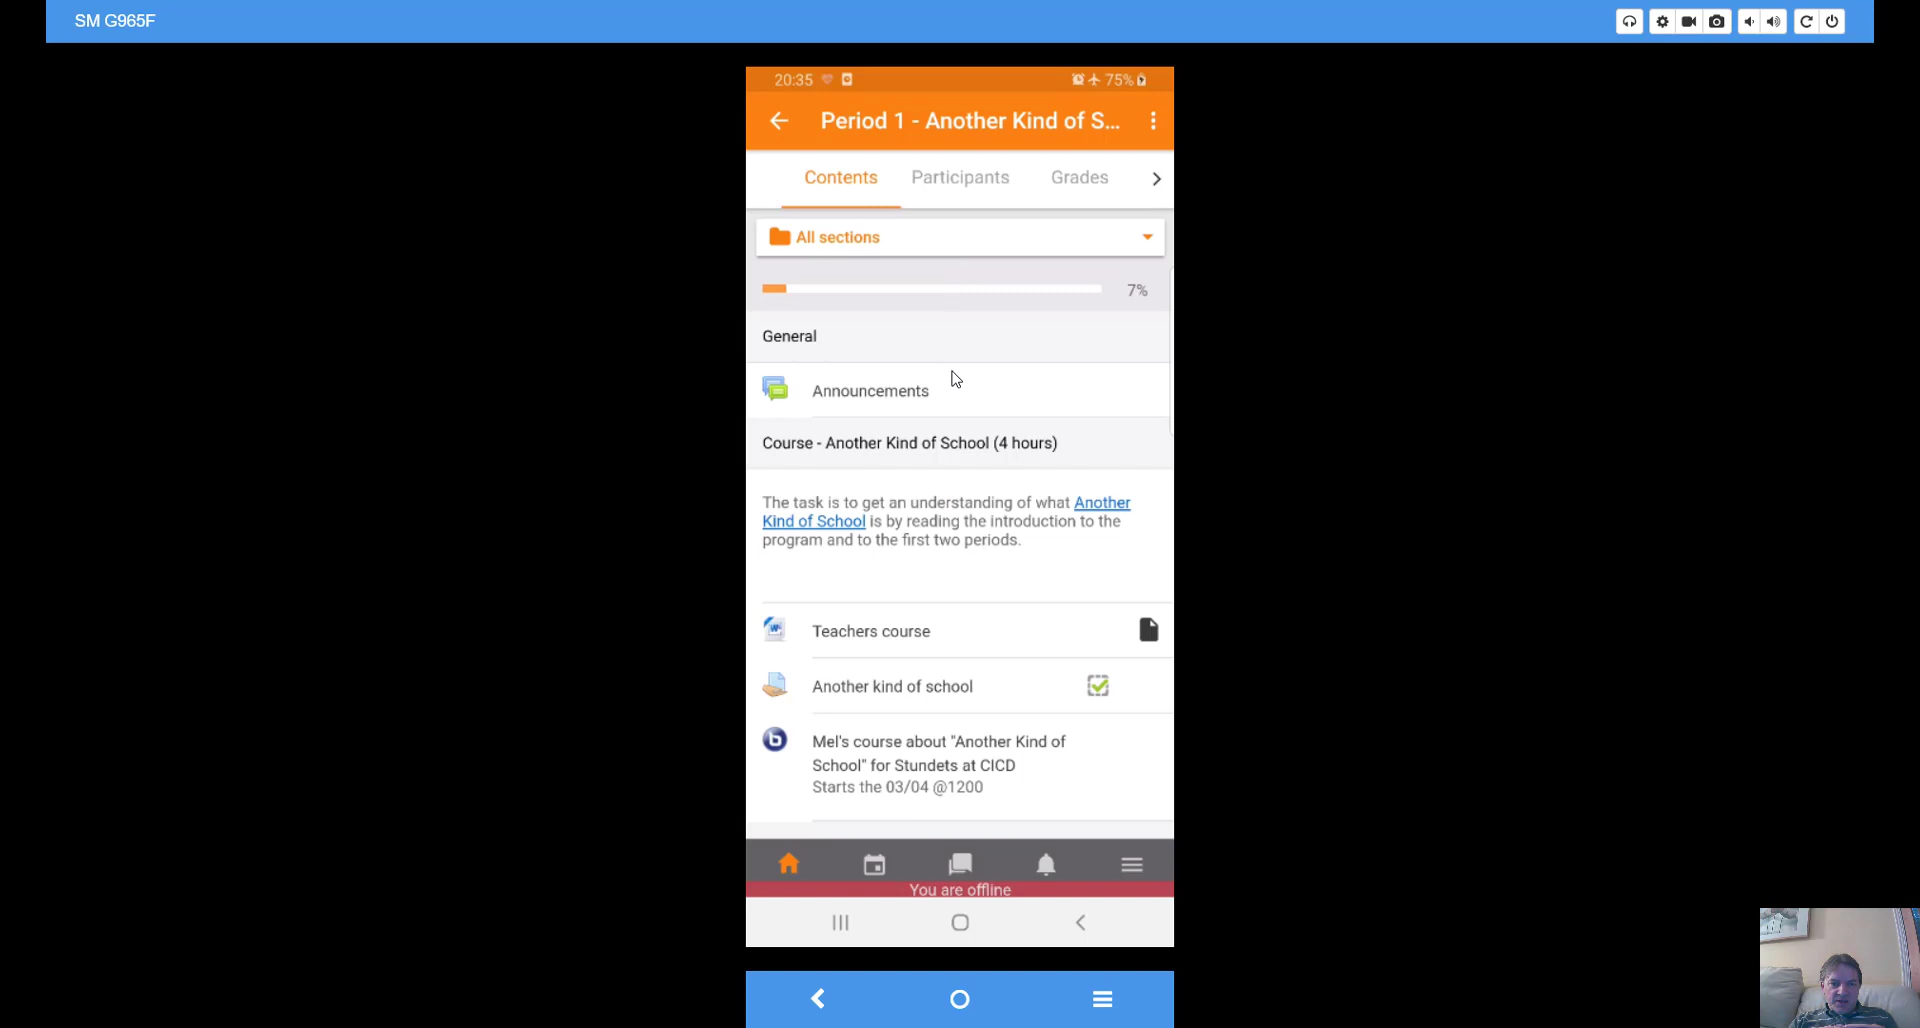 SM G965F
20:35
75%
Period 1 - Another Kind of S...
Contents
Participants
Grades
All sections
7%
General
Announcements
Course - Another Kind of School (4 hours)
The task is to get an understanding of what Another
Kind of School is by reading the introduction to the
program and to the first two periods.
Teachers course
Another kind of school
Mel's course about "Another Kind of
School" for Stundets at CICD
Starts the 03/04 @1200
You are offline